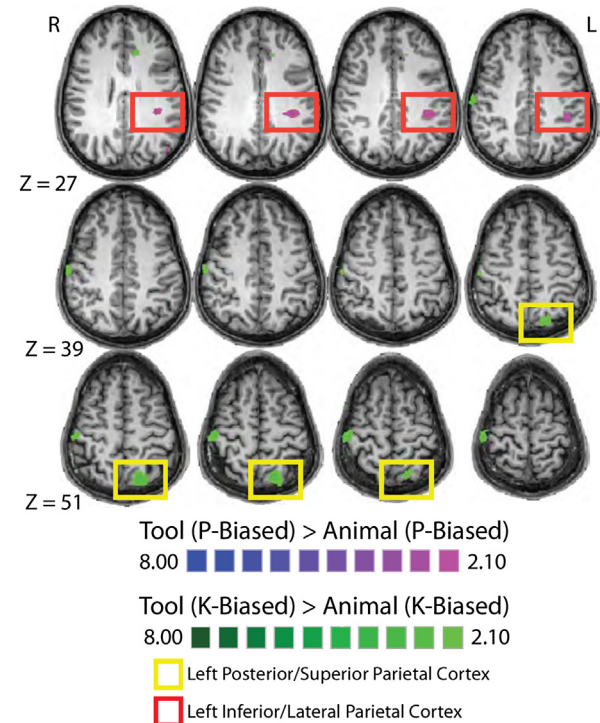 R L
Z = 27
Z = 39
Z = 51
Tool (P-Biased) > Animal (P-Biased)
8.00 2.10
Tool (K-Biased) > Animal (K-Biased)
8.00 2.10
Left Posterior/Superior Parietal Cortex
Left Inferior/Lateral Parietal Cortex